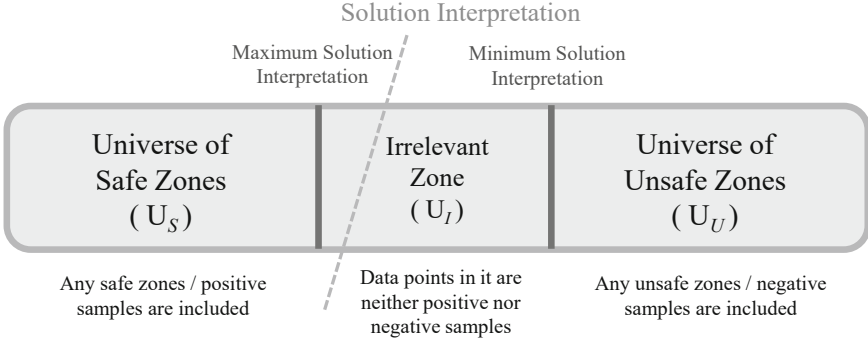 Solution Interpretation
Maximum Solution
Interpretation
Minimum Solution
Interpretation
Universe of
Safe Zones
( U_S )
Irrelevant
Zone
( U_I )
Universe of
Unsafe Zones
( U_U )
Any safe zones / positive
samples are included
Data points in it are
neither positive nor
negative samples
Any unsafe zones / negative
samples are included